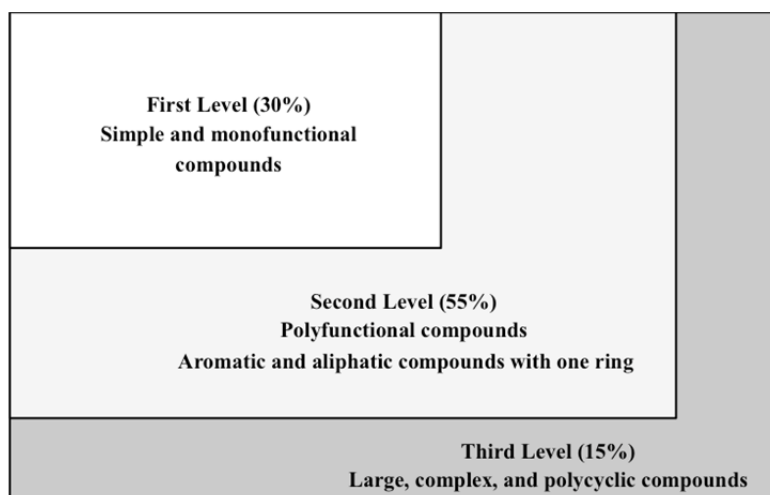 First Level (30%)
Simple and monofunctional
compounds
Second Level (55%)
Polyfunctional compounds
Aromatic and aliphatic compounds with one ring
Third Level (15%)
Large, complex, and polycyclic compounds